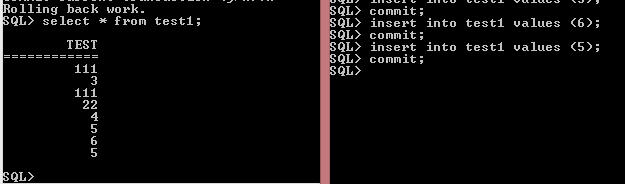 Rolling back work.
SQL> select * from test1;
TEST
============
111
3
111
22
4
5
6
5
SQL>
SQL> commit;
SQL> insert into test1 values (6);
SQL> commit;
SQL> insert into test1 values (5);
SQL> commit;
SQL>